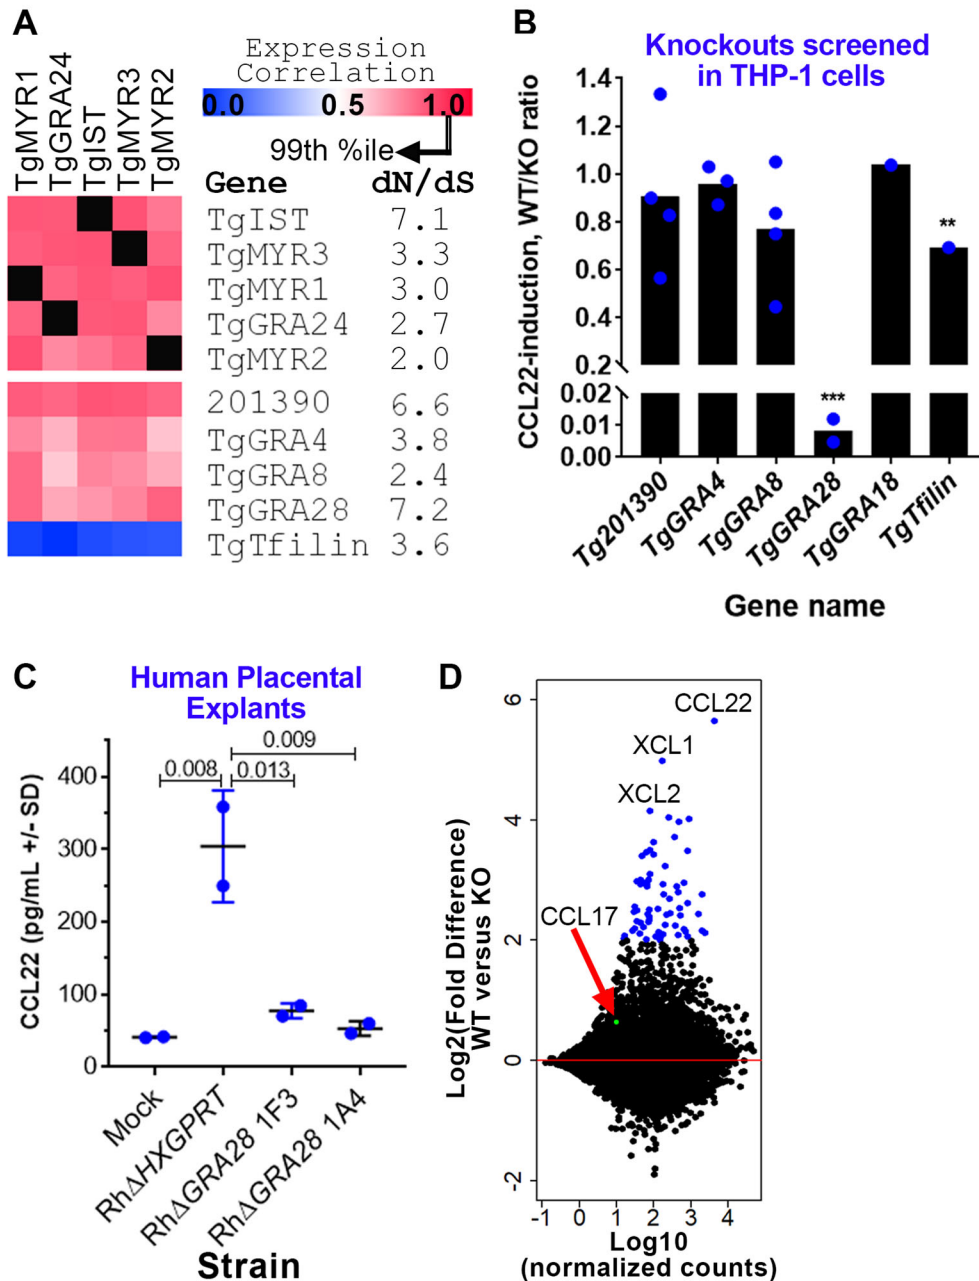 A
Expression
Correlation
0.0 0.5 1.0
99th %ile
TgMYR1
TgGRA24
TgIST
TgMYR3
TgMYR2
Gene dN/dS
TgIST 7.1
TgMYR3 3.3
TgMYR1 3.0
TgGRA24 2.7
TgMYR2 2.0
201390 6.6
TgGRA4 3.8
TgGRA8 2.4
TgGRA28 7.2
TgTfilin 3.6
B
Knockouts screened
in THP-1 cells
CCL22-induction, WT/KO ratio
1.4
1.2
1.0
0.8
0.6
0.4
0.2
0.02
0.01
0.00
***
**
Tg201390
TgGRA4
TgGRA8
TgGRA28
TgGRA18
TgTfilin
Gene name
C
Human Placental
Explants
CCL22 (pg/mL +/- SD)
400
300
200
100
0
0.009
0.008 0.013
Mock
RhΔHXGPRT
RhΔGRA28 1F3
RhΔGRA28 1A4
Strain
D
Log2(Fold Difference)
WT versus KO
6
4
2
0
-2
CCL22
XCL1
XCL2
CCL17
-1 0 1 2 3 4
Log10
(normalized counts)